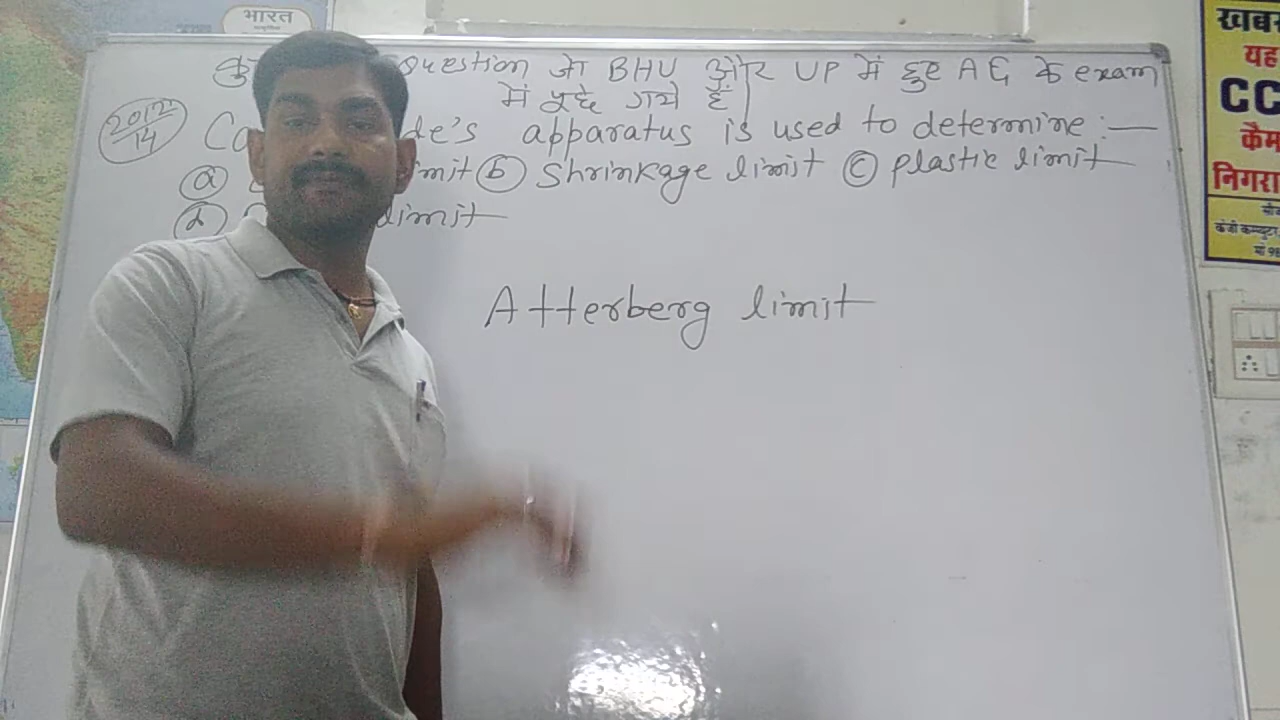 भारत
question जो BHU और UP में हुए AG के exam
में पूछे गये हैं
2012/14
de's apparatus is used to determine :—
(a) mit (b) Shrinkage limit (c) plastic limit
limit
Atterberg limit
खबर
यह
CC
कैम
निगरा